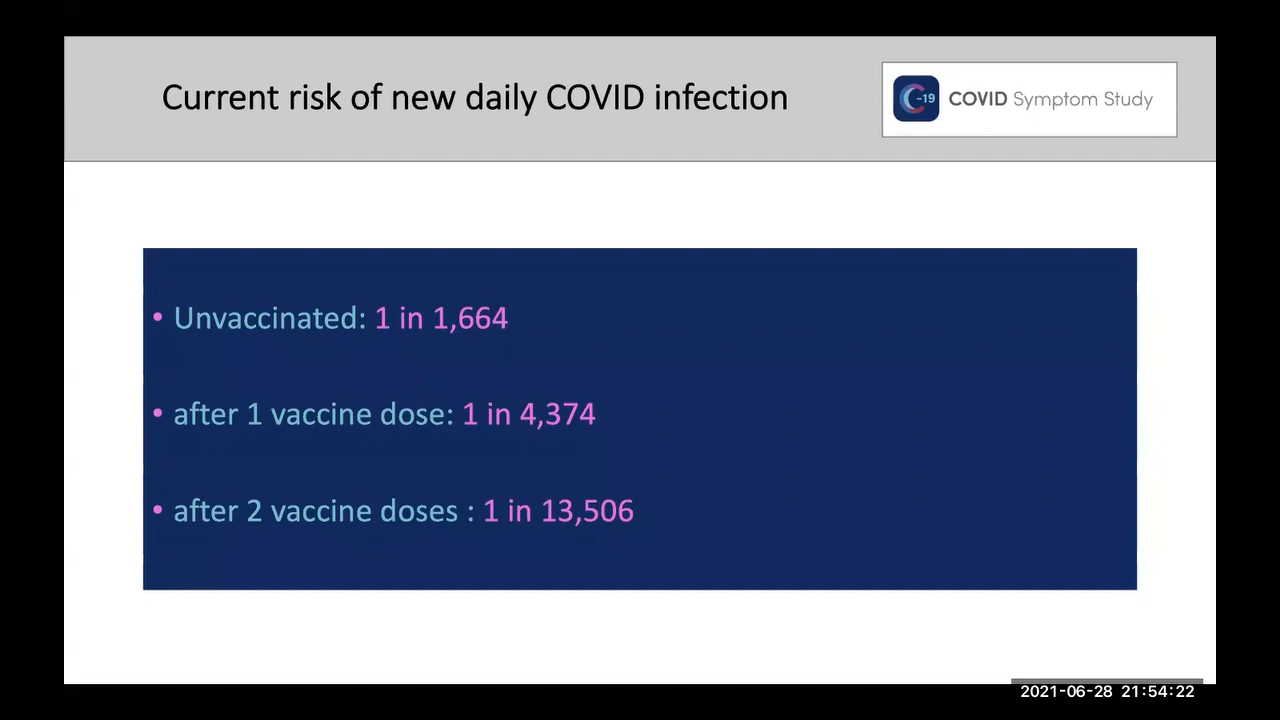 Current risk of new daily COVID infection
C-19 COVID Symptom Study
• Unvaccinated: 1 in 1,664
• after 1 vaccine dose: 1 in 4,374
• after 2 vaccine doses : 1 in 13,506
2021-06-28 21:54:22